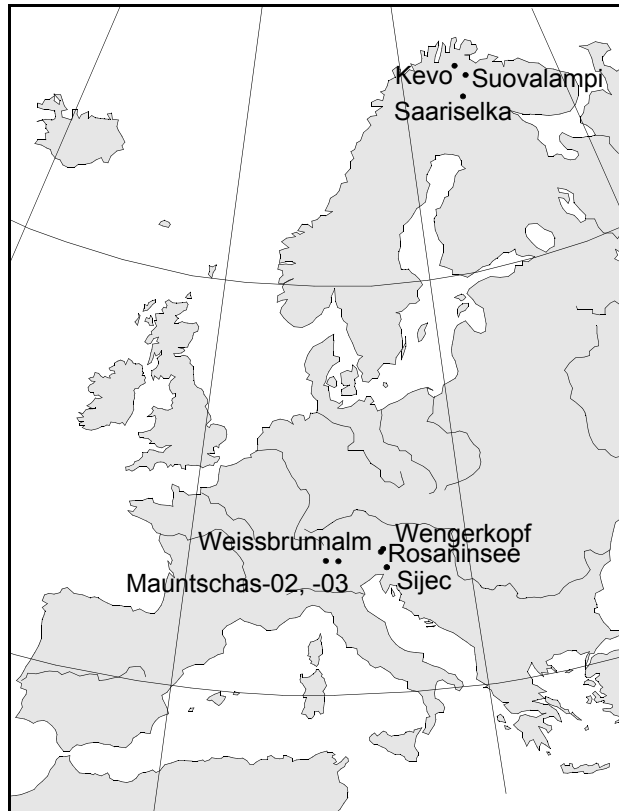 Kevo
Suovalampi
Saariselka
Weissbrunnalm
Wengerkopf
Rosaninsee
Mauntschas-02, -03
Sijec